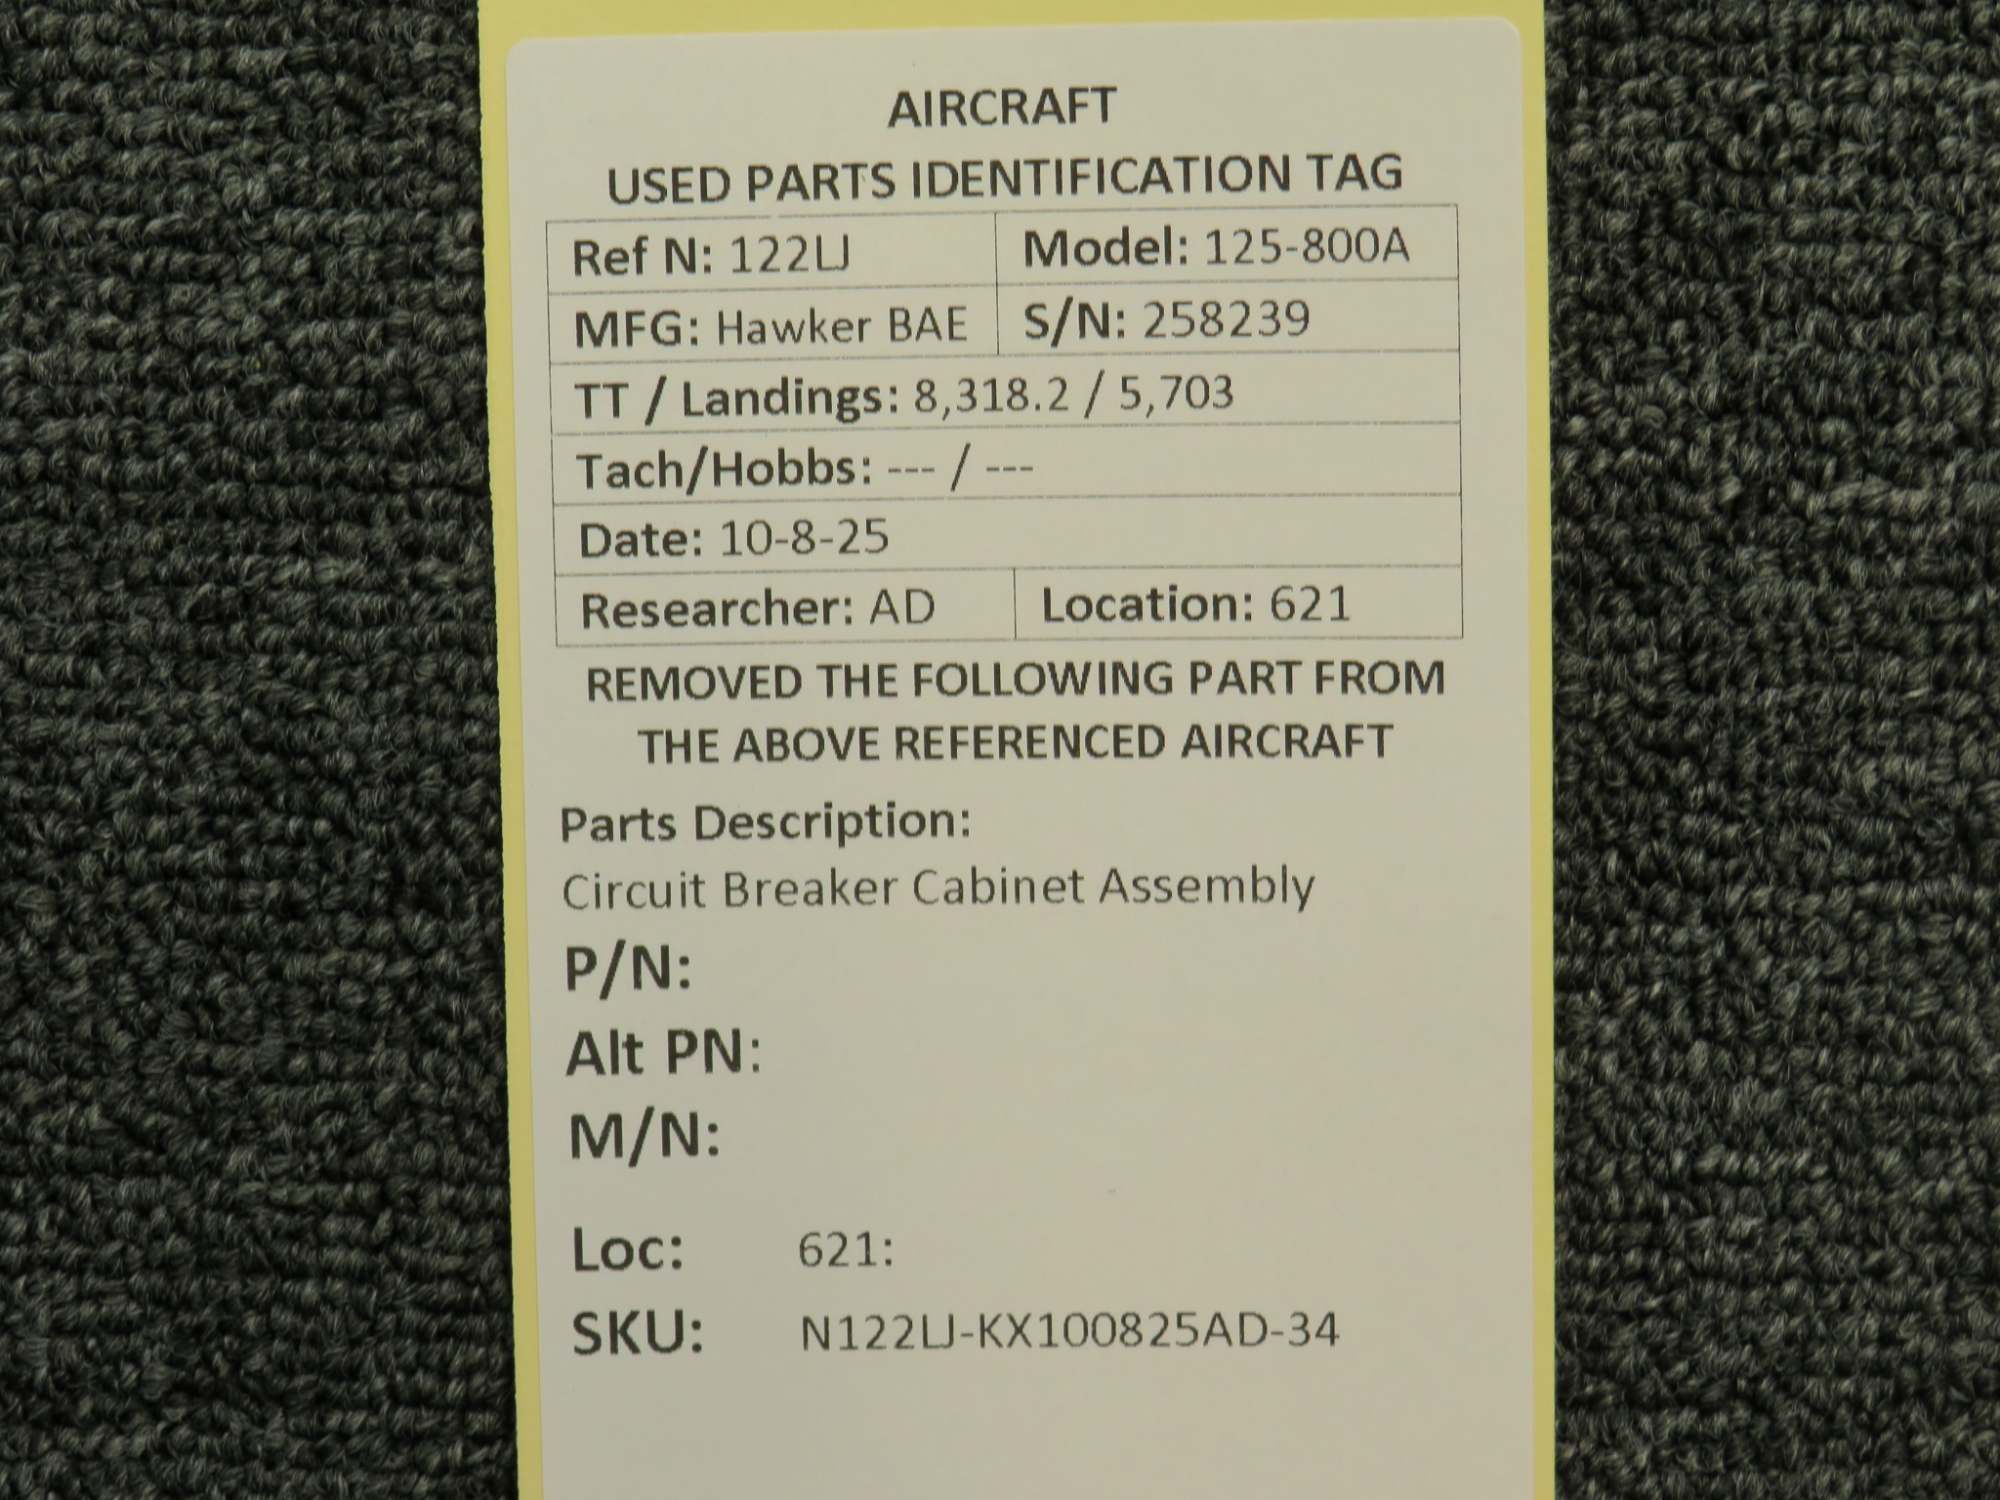 AIRCRAFT
USED PARTS IDENTIFICATION TAG
Ref N: 122LJ Model: 125-800A
MFG: Hawker BAE S/N: 258239
TT / Landings: 8,318.2 / 5,703
Tach/Hobbs: --- / ---
Date: 10-8-25
Researcher: AD Location: 621
REMOVED THE FOLLOWING PART FROM
THE ABOVE REFERENCED AIRCRAFT
Parts Description:
Circuit Breaker Cabinet Assembly
P/N:
Alt PN:
M/N:
Loc: 621:
SKU: N122LJ-KX100825AD-34